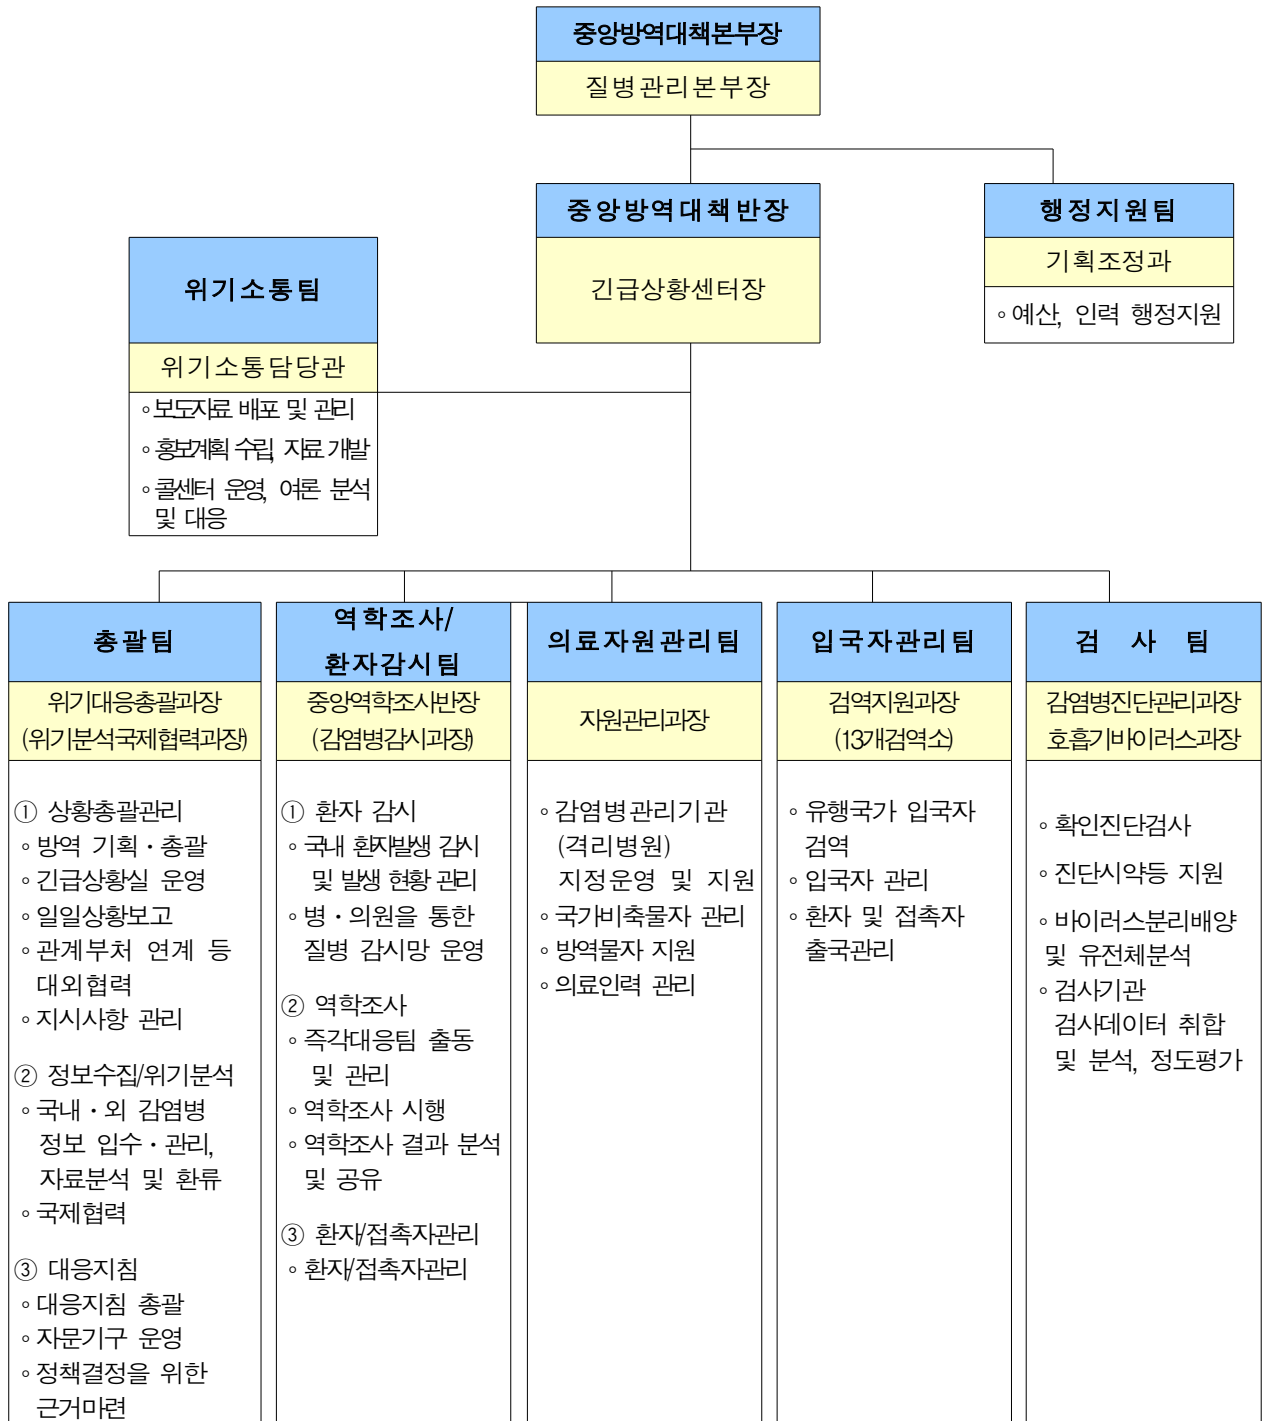 중앙방역대책본부장
질병관리본부장
중앙방역대책반장
긴급상황센터장
행정지원팀
기획조정과
◦예산, 인력 행정지원
위기소통팀
위기소통담당관
◦보도자료 배포 및 관리
◦홍보계획 수립, 자료 개발
◦콜센터 운영, 여론 분석
및 대응
총괄팀
위기대응총괄과장
(위기분석국제협력과장)
① 상황총괄관리
◦방역 기획・총괄
◦긴급상황실 운영
◦일일상황보고
◦관계부처 연계 등
대외협력
◦지시사항 관리
② 정보수집/위기분석
◦국내・외 감염병
정보 입수・관리,
자료분석 및 환류
◦국제협력
③ 대응지침
◦대응지침 총괄
◦자문기구 운영
◦정책결정을 위한
근거마련
역학조사/
환자감시팀
중앙역학조사반장
(감염병감시과장)
① 환자 감시
◦국내 환자발생 감시
및 발생 현황 관리
◦병・의원을 통한
질병 감시망 운영
② 역학조사
◦즉각대응팀 출동
및 관리
◦역학조사 시행
◦역학조사 결과 분석
및 공유
③ 환자/접촉자관리
◦환자/접촉자관리
의료자원관리팀
자원관리과장
◦감염병관리기관
(격리병원)
지정운영 및 지원
◦국가비축물자 관리
◦방역물자 지원
◦의료인력 관리
입국자관리팀
검역지원과장
(13개검역소)
◦유행국가 입국자
검역
◦입국자 관리
◦환자 및 접촉자
출국관리
검 사 팀
감염병진단관리과장
호흡기바이러스과장
◦확인진단검사
◦진단시약등 지원
◦바이러스분리배양
및 유전체분석
◦검사기관
검사데이터 취합
및 분석, 정도평가